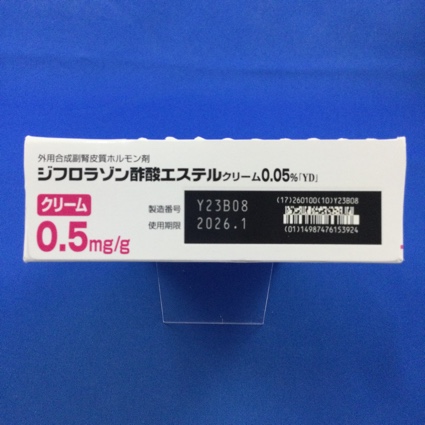 外用合成副腎皮質ホルモン剤
ジフロラゾン酢酸エステルクリーム0.05%「YD」
クリーム
0.5mg/g
製造番号 Y23B08
使用期限 2026.1
(17)260100(10)Y23B08
(01)14987476153924